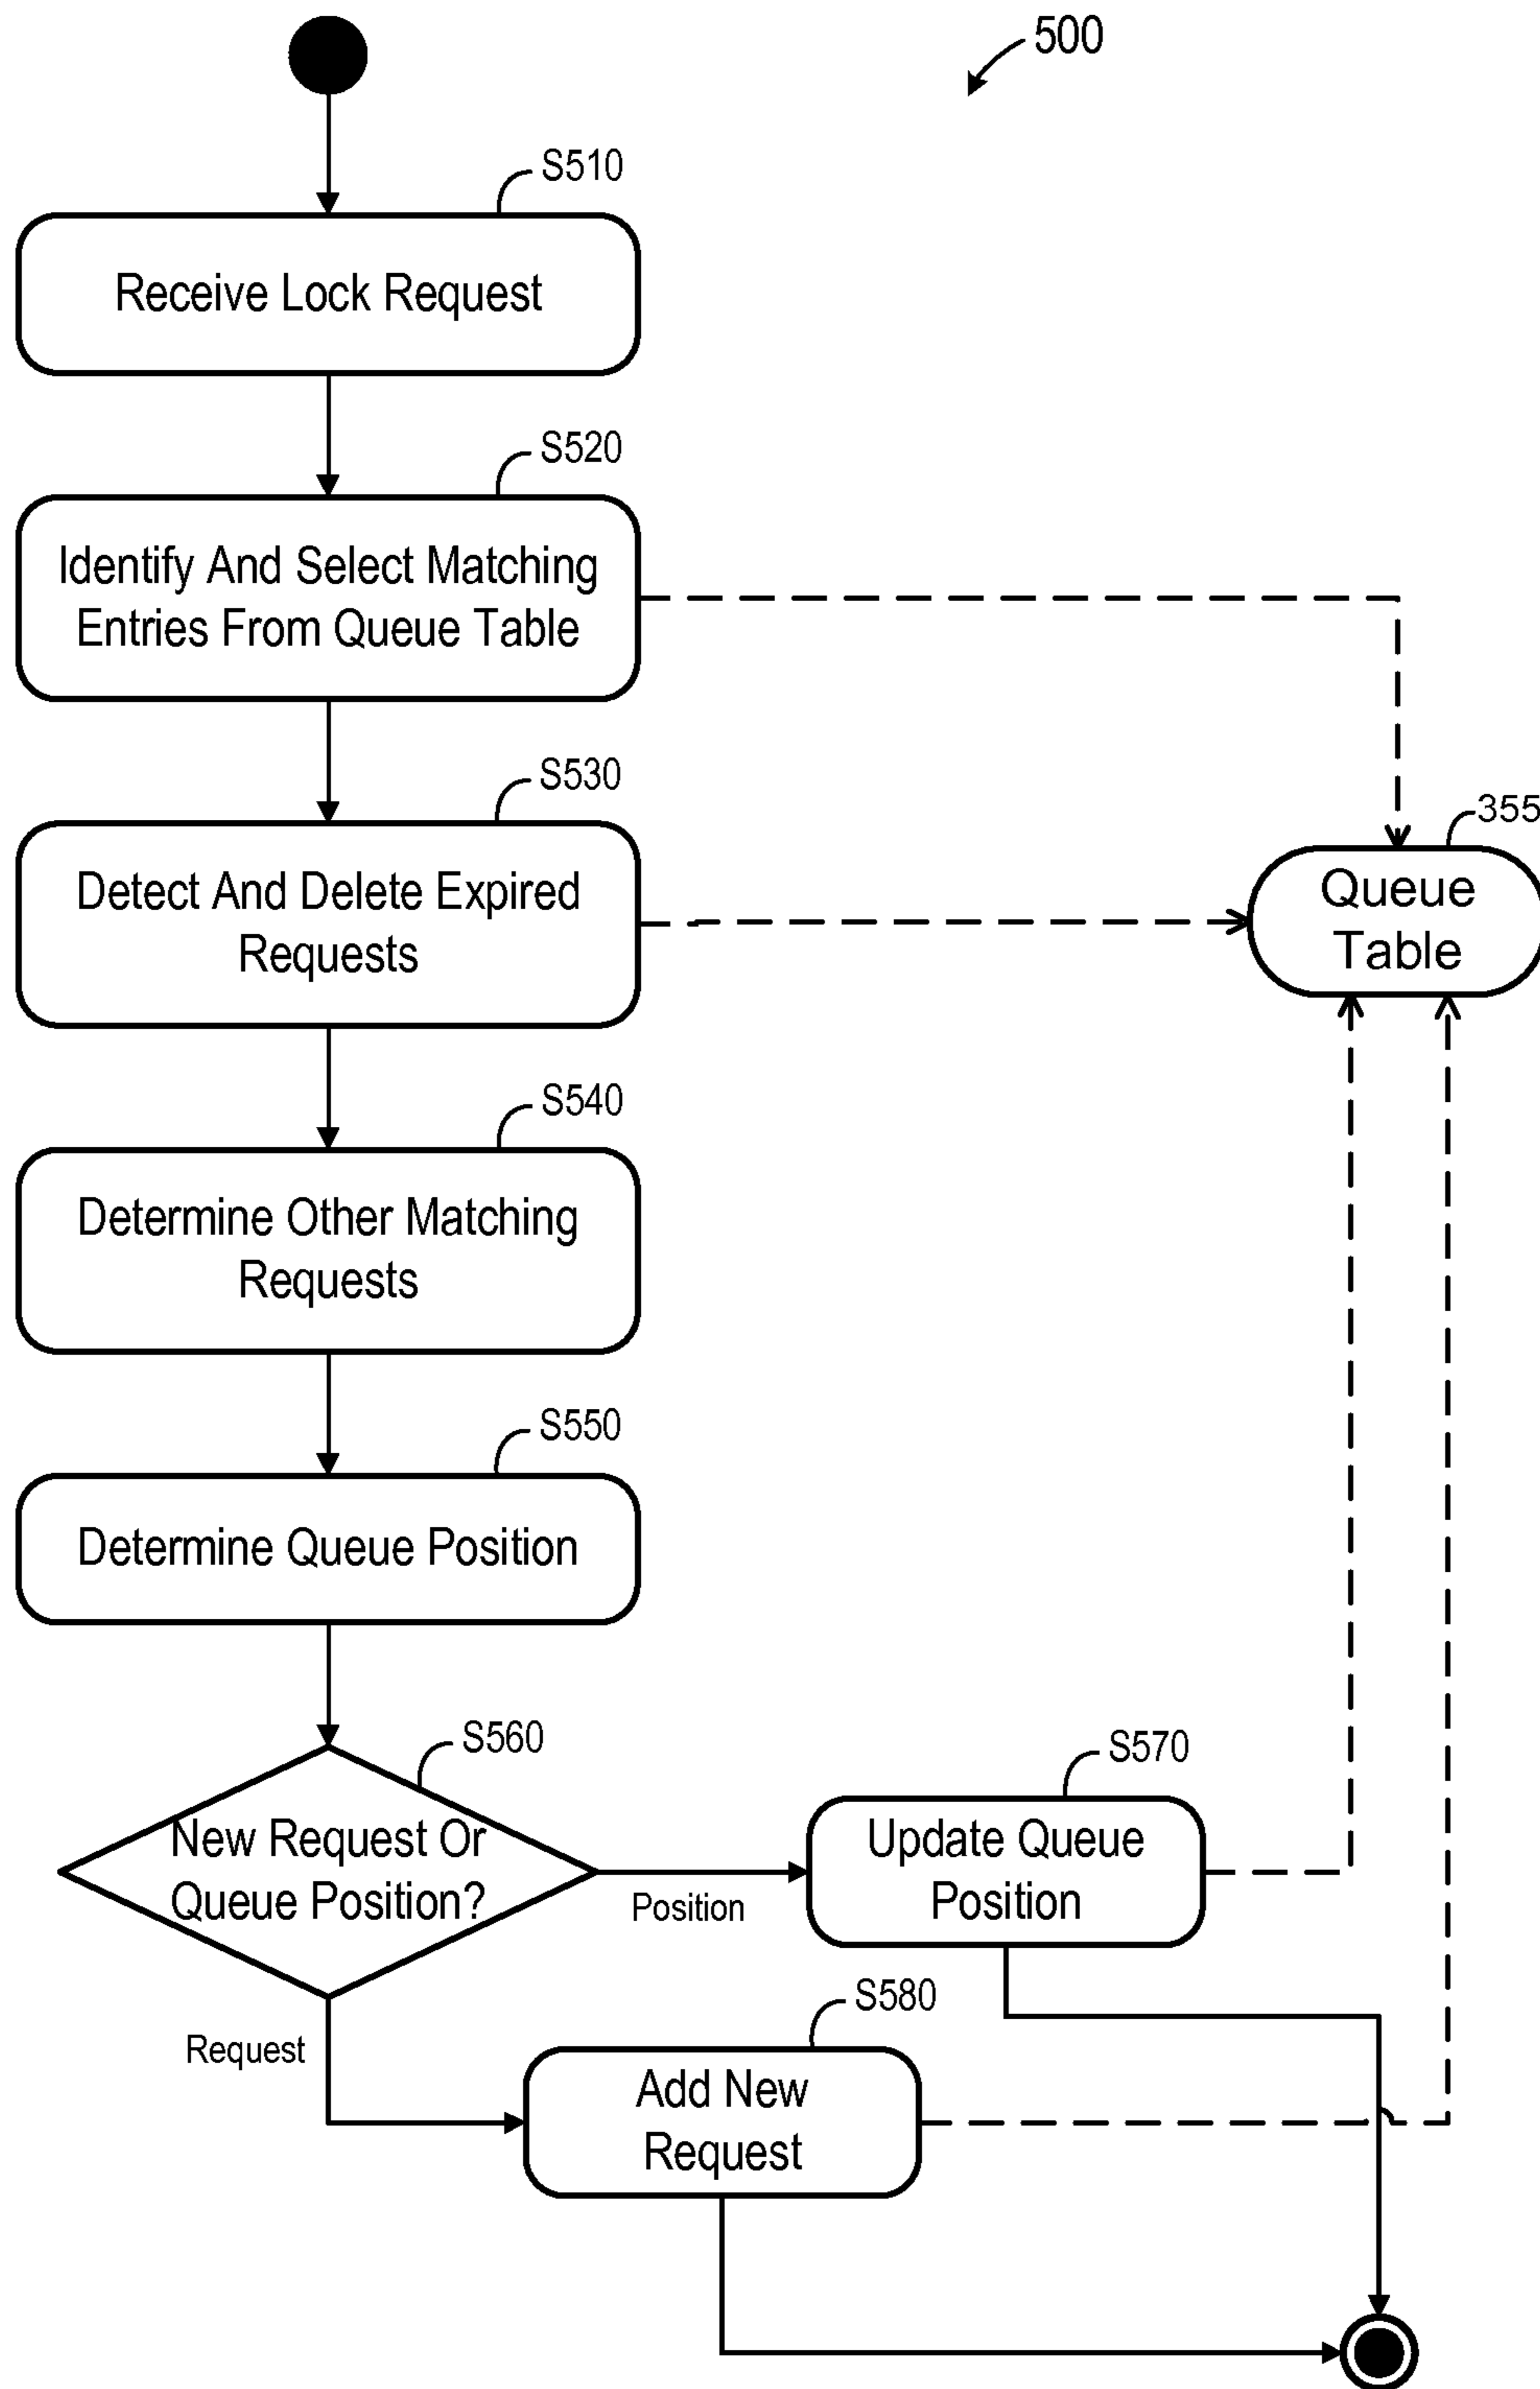 500
S510
Receive Lock Request
S520
Identify And Select Matching
Entries From Queue Table
S530
355
Detect And Delete Expired
Requests
Queue
Table
S540
Determine Other Matching
Requests
S550
Determine Queue Position
S560
New Request Or
Queue Position?
Position
S570
Update Queue
Position
Request
S580
Add New
Request